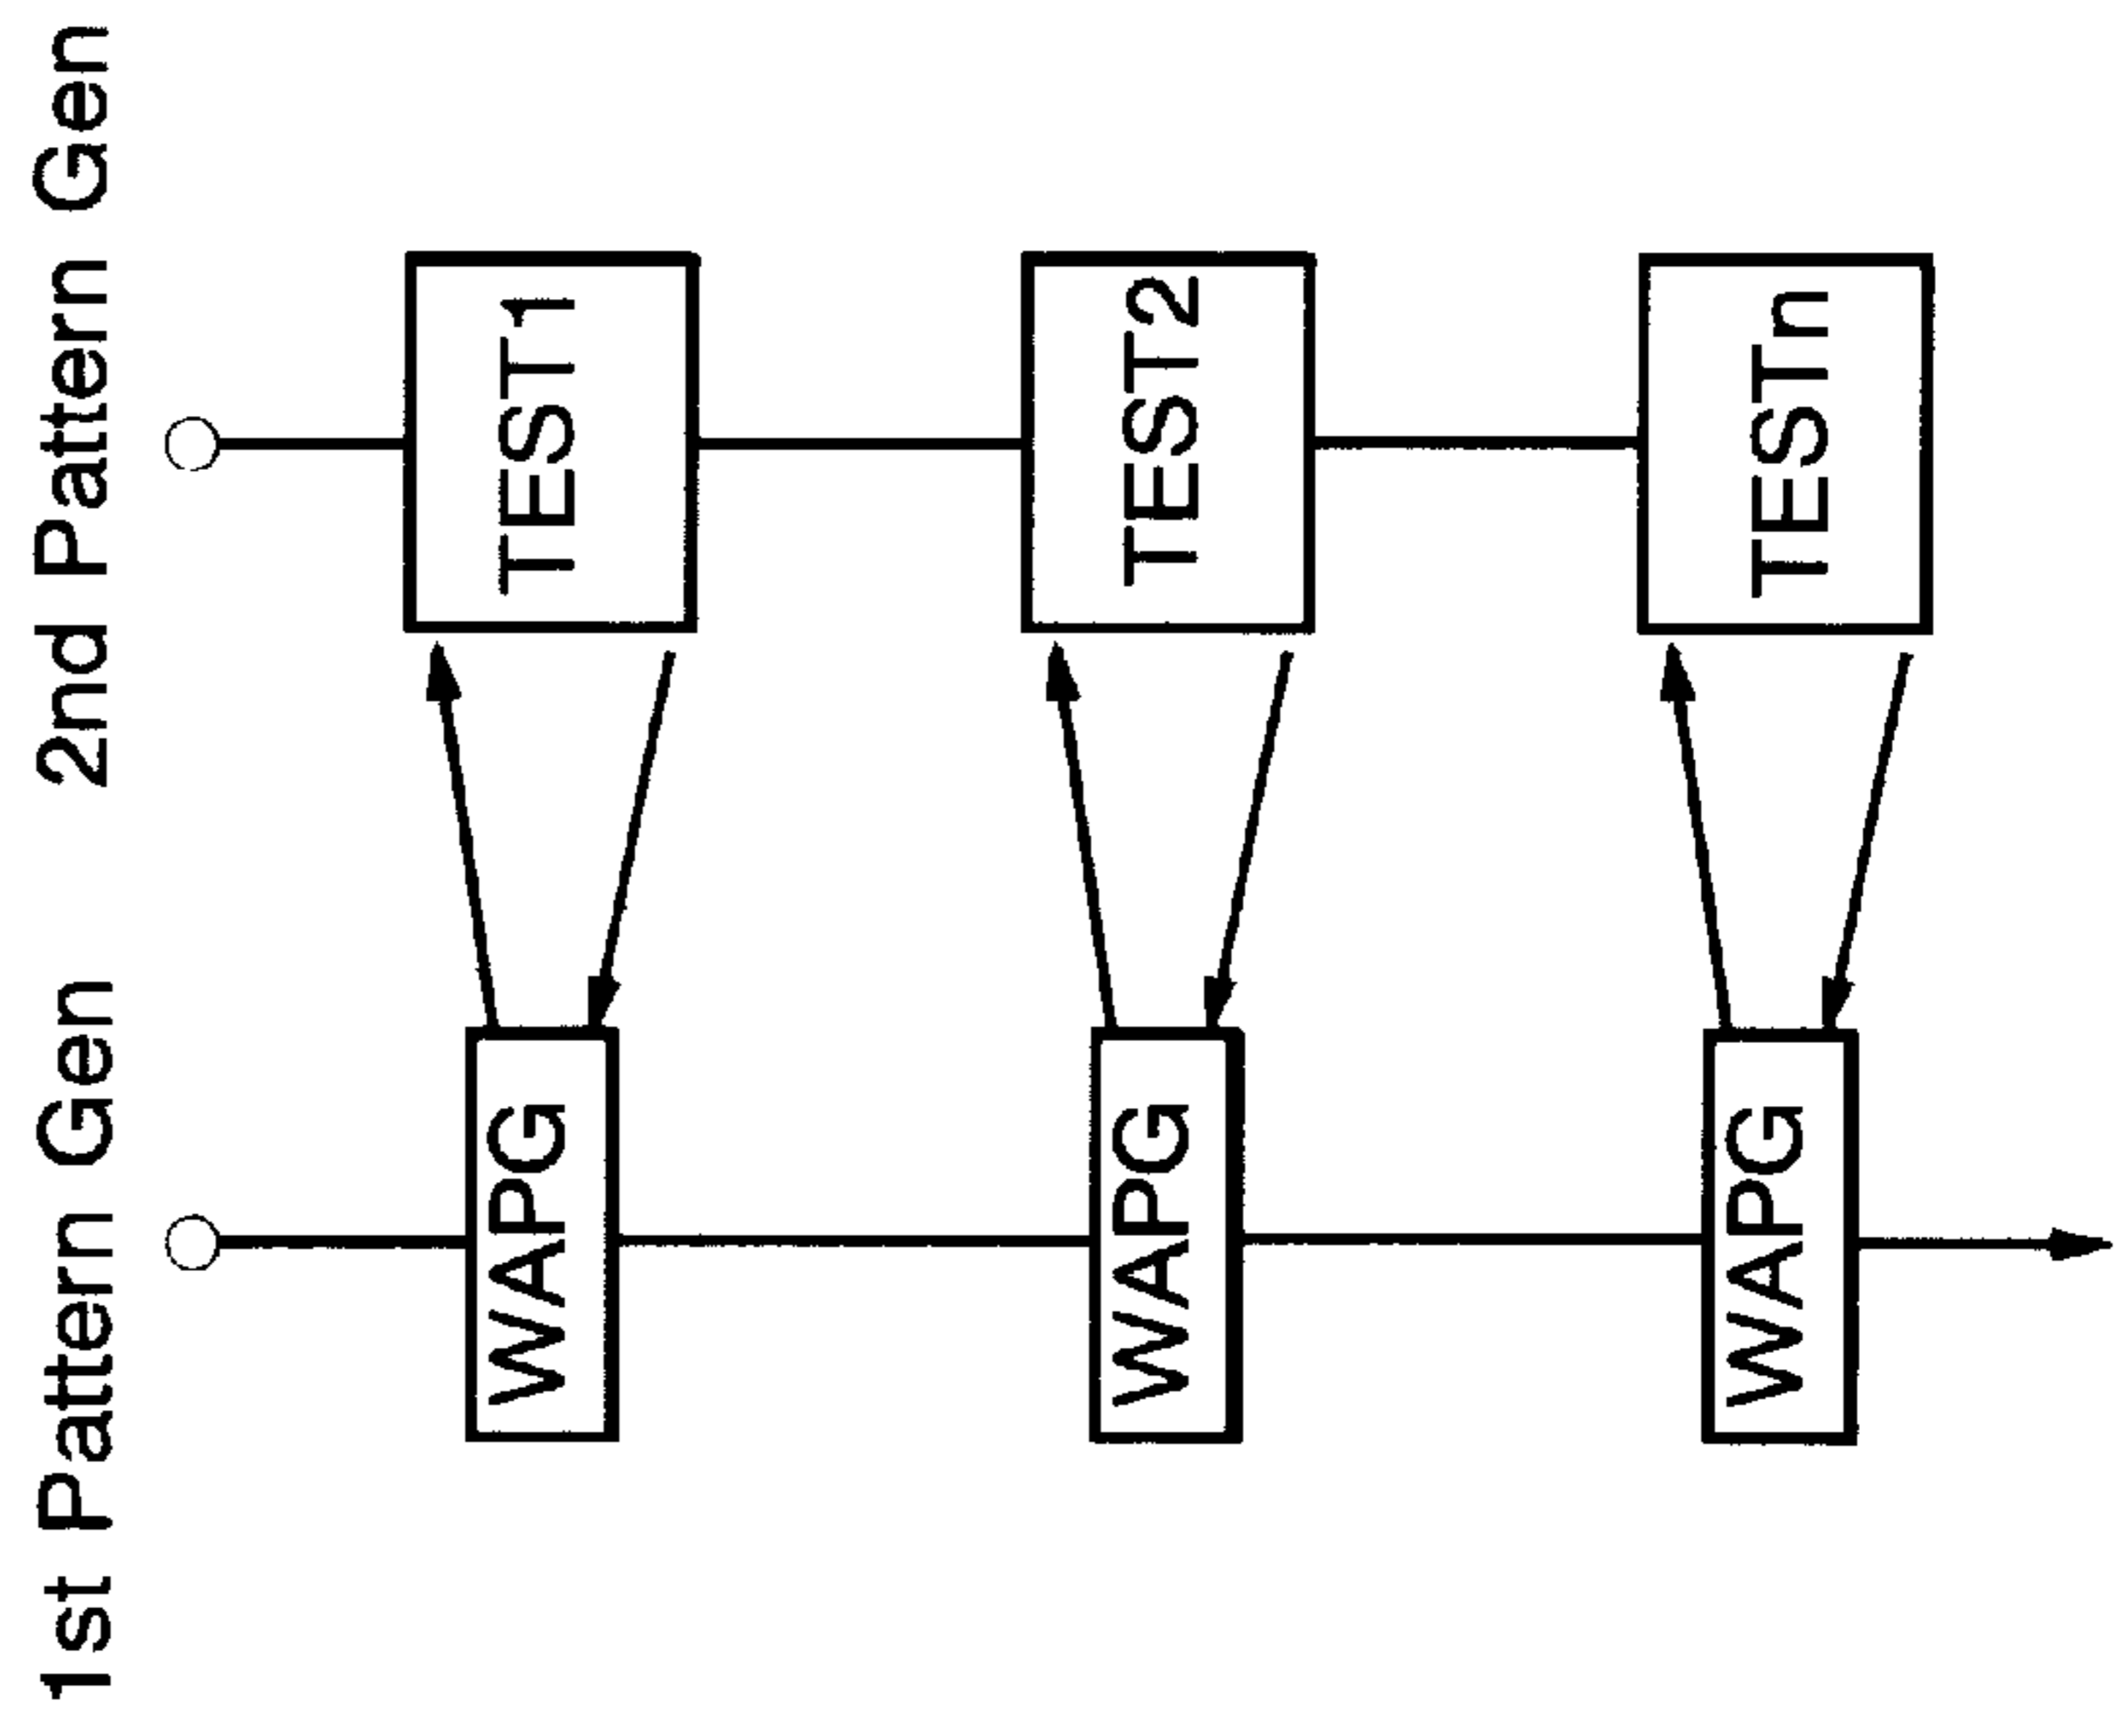 1st Pattern Gen
2nd Pattern Gen
WAPG
TEST1
WAPG
TEST2
WAPG
TESTn